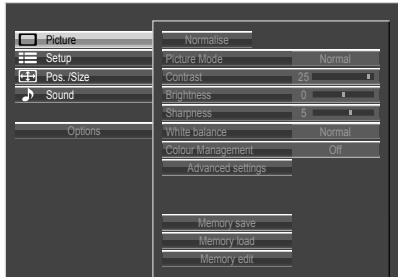 Picture
Setup
Pos. /Size
Sound
Options
Normalise
Picture Mode Normal
Contrast 25
Brightness 0
Sharpness 5
White balance Normal
Colour Management Off
Advanced settings
Memory save
Memory load
Memory edit